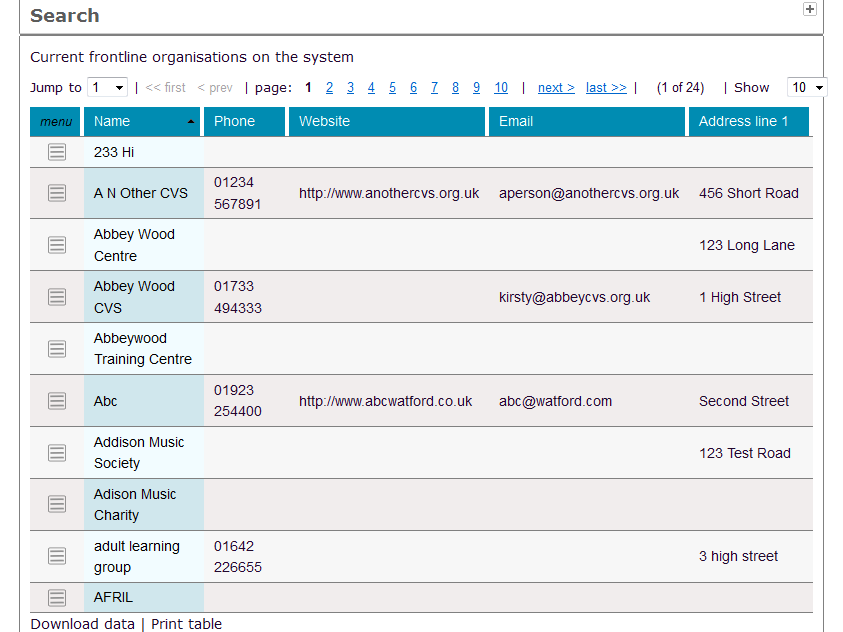 Search
Current frontline organisations on the system
Jump to 1 | << first < prev | page: 1 2 3 4 5 6 7 8 9 10 | next > last >> | (1 of 24) | Show 10
menu Name Phone Website Email Address line 1
233 Hi
A N Other CVS 01234 567891 http://www.anothercvs.org.uk aperson@anothercvs.org.uk 456 Short Road
Abbey Wood Centre 123 Long Lane
Abbey Wood CVS 01733 494333 kirsty@abbeycvs.org.uk 1 High Street
Abbeywood Training Centre
Abc 01923 254400 http://www.abcwatford.co.uk abc@watford.com Second Street
Addison Music Society 123 Test Road
Adison Music Charity
adult learning group 01642 226655 3 high street
AFRIL
Download data | Print table